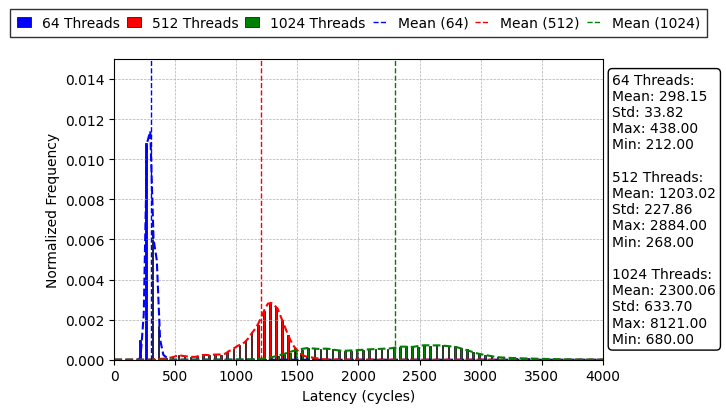 64 Threads 512 Threads 1024 Threads Mean (64) Mean (512) Mean (1024)
0.014
0.012
0.010
0.008
0.006
0.004
0.002
0.000
Normalized Frequency
0 500 1000 1500 2000 2500 3000 3500 4000
Latency (cycles)
64 Threads:
Mean: 298.15
Std: 33.82
Max: 438.00
Min: 212.00
512 Threads:
Mean: 1203.02
Std: 227.86
Max: 2884.00
Min: 268.00
1024 Threads:
Mean: 2300.06
Std: 633.70
Max: 8121.00
Min: 680.00